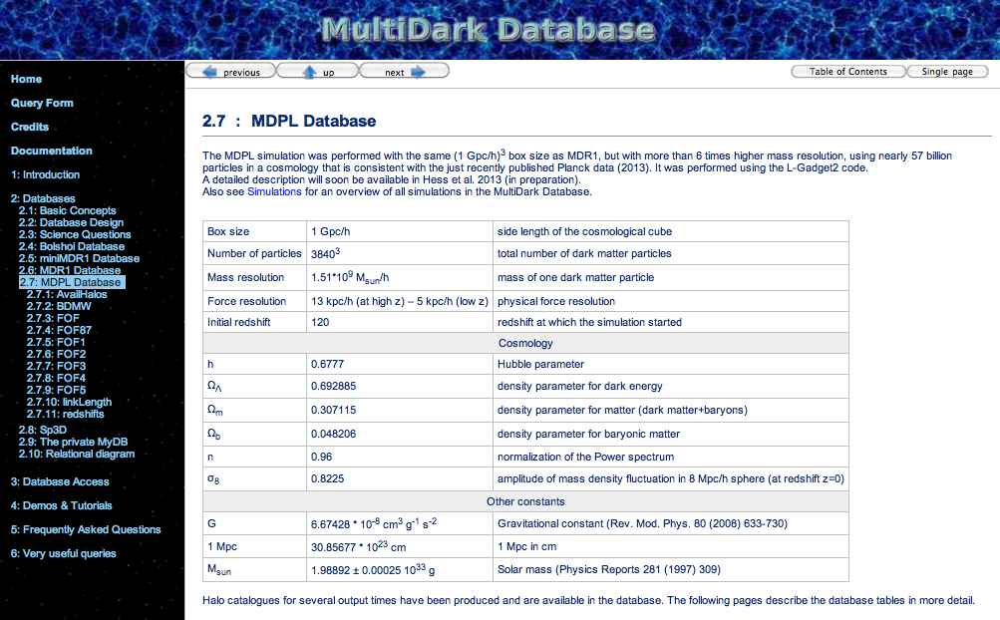 MultiDark Database
Home
Query Form
Credits
Documentation
1: Introduction
2: Databases
2.1: Basic Concepts
2.2: Database Design
2.3: Science Questions
2.4: Bolshoi Database
2.5: miniMDR1 Database
2.6: MDR1 Database
2.7: MDPL Database
2.7.1: AvailHalos
2.7.2: BDMW
2.7.3: FOF
2.7.4: FOF87
2.7.5: FOF1
2.7.6: FOF2
2.7.7: FOF3
2.7.8: FOF4
2.7.9: FOF5
2.7.10: linkLength
2.7.11: redshifts
2.8: Sp3D
2.9: The private MyDB
2.10: Relational diagram
3: Database Access
4: Demos & Tutorials
5: Frequently Asked Questions
6: Very useful queries
previous up next Table of Contents Single page
2.7 : MDPL Database
The MDPL simulation was performed with the same (1 Gpc/h)³ box size as MDR1, but with more than 6 times higher mass resolution, using nearly 57 billion
particles in a cosmology that is consistent with the just recently published Planck data (2013). It was performed using the L-Gadget2 code.
A detailed description will soon be available in Hess et al. 2013 (in preparation).
Also see Simulations for an overview of all simulations in the MultiDark Database.
Box size 1 Gpc/h side length of the cosmological cube
Number of particles 3840³ total number of dark matter particles
Mass resolution 1.51*10⁹ Msun/h mass of one dark matter particle
Force resolution 13 kpc/h (at high z) – 5 kpc/h (low z) physical force resolution
Initial redshift 120 redshift at which the simulation started
Cosmology
h 0.6777 Hubble parameter
ΩΛ 0.692885 density parameter for dark energy
Ωm 0.307115 density parameter for matter (dark matter+baryons)
Ωb 0.048206 density parameter for baryonic matter
n 0.96 normalization of the Power spectrum
σ8 0.8225 amplitude of mass density fluctuation in 8 Mpc/h sphere (at redshift z=0)
Other constants
G 6.67428 * 10⁻⁸ cm³ g⁻¹ s⁻² Gravitational constant (Rev. Mod. Phys. 80 (2008) 633-730)
1 Mpc 30.85677 * 10²³ cm 1 Mpc in cm
Msun 1.98892 ± 0.00025 10³³ g Solar mass (Physics Reports 281 (1997) 309)
Halo catalogues for several output times have been produced and are available in the database. The following pages describe the database tables in more detail.